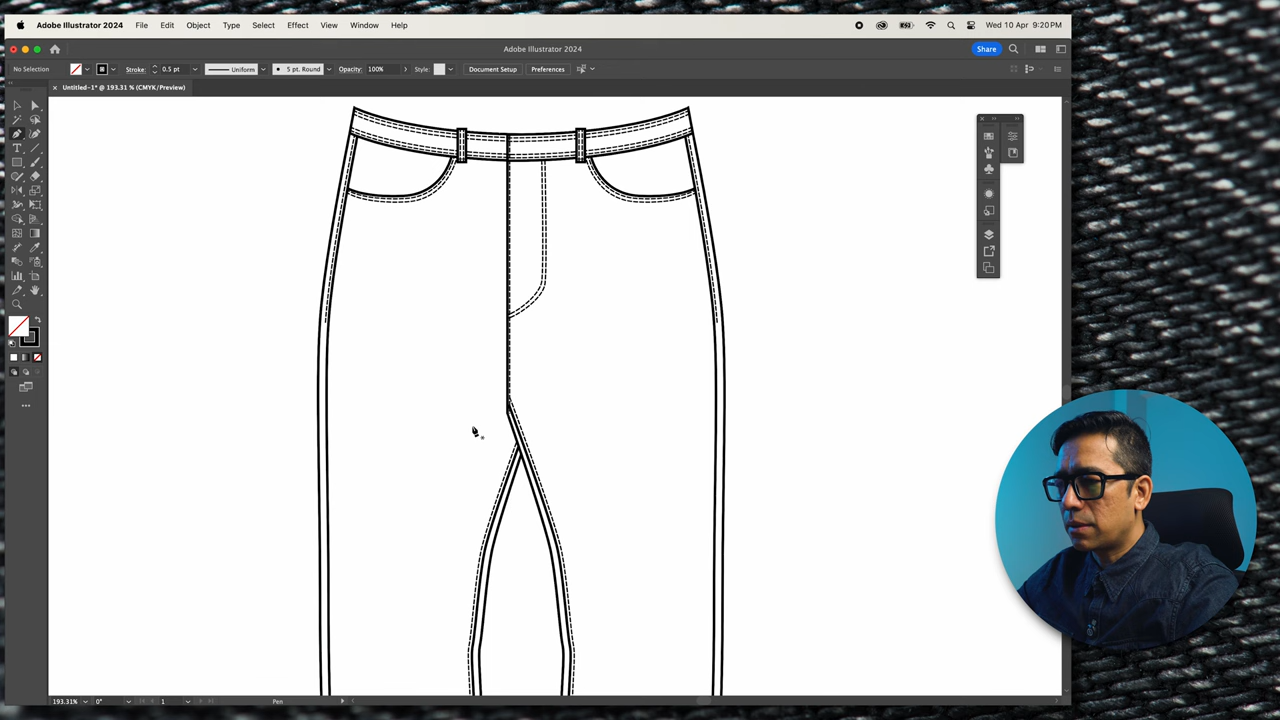 Adobe Illustrator 2024 File Edit Object Type Select Effect View Window Help Wed 10 Apr 9:20PM
Adobe Illustrator 2024 Share
No Selection Stroke: 0.5 pt Uniform 5 pt. Round Opacity: 100% Style: Document Setup Preferences
Untitled-1* @ 193.31 % (CMYK/Preview)
193.31% 0° 1 Pen